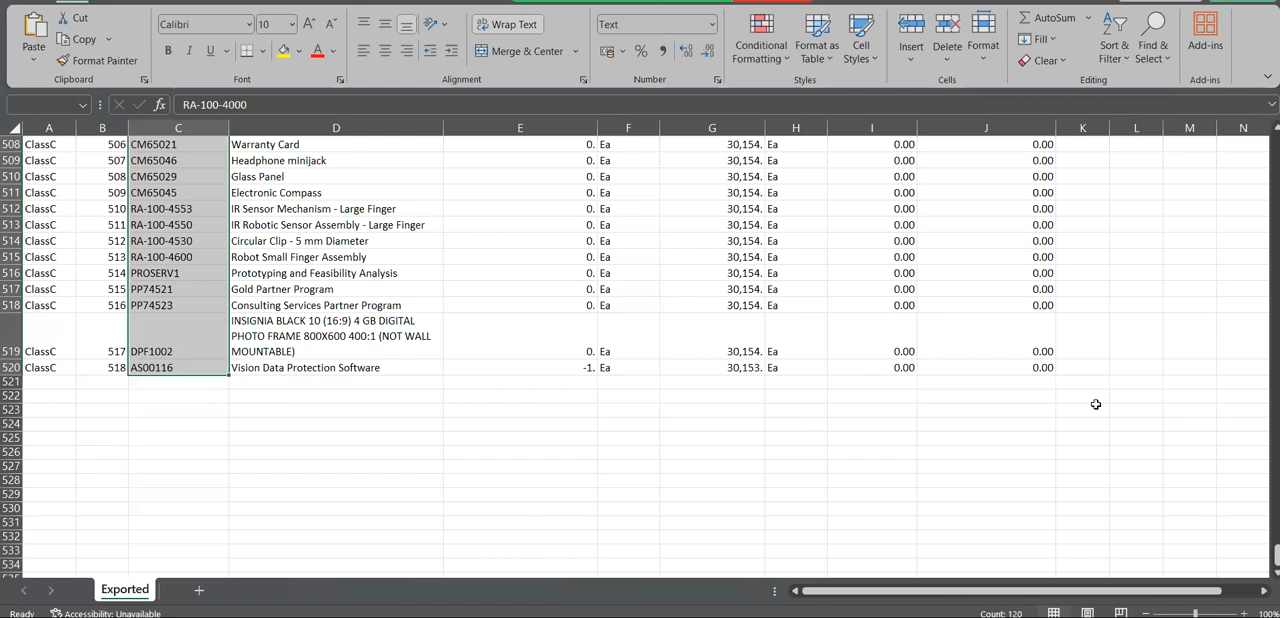 Cut
Copy
Format Painter
Paste
Clipboard
Calibri 10
B I U
Font
Wrap Text
Merge & Center
Alignment
Text
Number
Conditional Formatting
Format as Table
Cell Styles
Styles
Insert Delete Format
Cells
AutoSum
Fill
Clear
Sort & Filter
Find & Select
Editing
Add-ins
Add-ins
fx RA-100-4000
A B C D E F G H I J K L M N
508 ClassC 506 CM65021 Warranty Card 0. Ea 30,154. Ea 0.00 0.00
509 ClassC 507 CM65046 Headphone minijack 0. Ea 30,154. Ea 0.00 0.00
510 ClassC 508 CM65029 Glass Panel 0. Ea 30,154. Ea 0.00 0.00
511 ClassC 509 CM65045 Electronic Compass 0. Ea 30,154. Ea 0.00 0.00
512 ClassC 510 RA-100-4553 IR Sensor Mechanism - Large Finger 0. Ea 30,154. Ea 0.00 0.00
513 ClassC 511 RA-100-4550 IR Robotic Sensor Assembly - Large Finger 0. Ea 30,154. Ea 0.00 0.00
514 ClassC 512 RA-100-4530 Circular Clip - 5 mm Diameter 0. Ea 30,154. Ea 0.00 0.00
515 ClassC 513 RA-100-4600 Robot Small Finger Assembly 0. Ea 30,154. Ea 0.00 0.00
516 ClassC 514 PROSERV1 Prototyping and Feasibility Analysis 0. Ea 30,154. Ea 0.00 0.00
517 ClassC 515 PP74521 Gold Partner Program 0. Ea 30,154. Ea 0.00 0.00
518 ClassC 516 PP74523 Consulting Services Partner Program 0. Ea 30,154. Ea 0.00 0.00
INSIGNIA BLACK 10 (16:9) 4 GB DIGITAL
PHOTO FRAME 800X600 400:1 (NOT WALL
519 ClassC 517 DPF1002 MOUNTABLE) 0. Ea 30,154. Ea 0.00 0.00
520 ClassC 518 AS00116 Vision Data Protection Software -1. Ea 30,153. Ea 0.00 0.00
521
522
523
524
525
526
527
528
529
530
531
532
533
534
Exported
Ready Accessibility: Unavailable Count: 120 100%